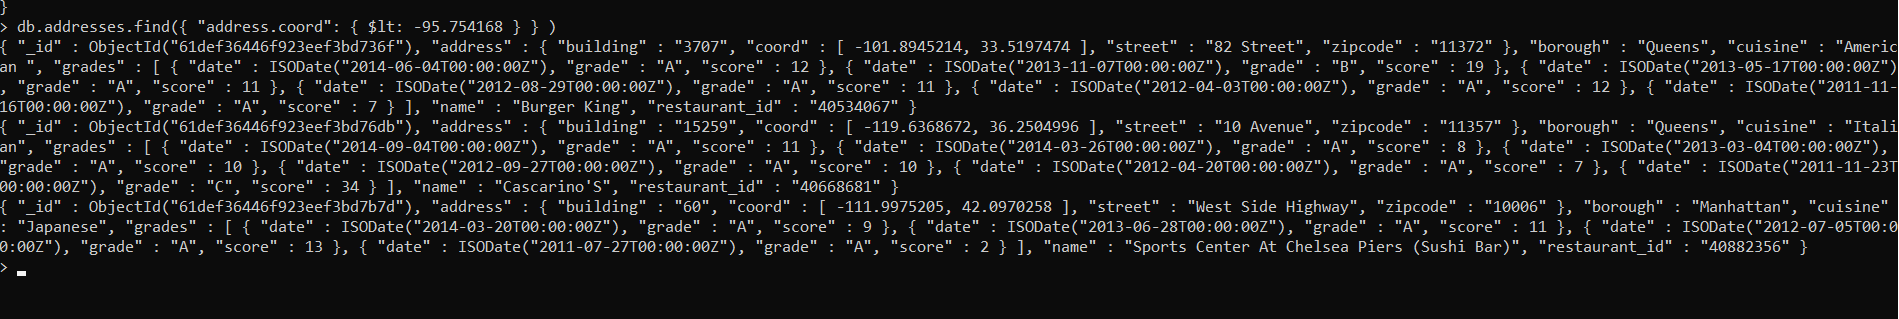 }
> db.addresses.find({ "address.coord": { $lt: -95.754168 } } )
{ "_id" : ObjectId("61def36446f923eef3bd736f"), "address" : { "building" : "3707", "coord" : [ -101.8945214, 33.5197474 ], "street" : "82 Street", "zipcode" : "11372" }, "borough" : "Queens", "cuisine" : "Americ
an ", "grades" : [ { "date" : ISODate("2014-06-04T00:00:00Z"), "grade" : "A", "score" : 12 }, { "date" : ISODate("2013-11-07T00:00:00Z"), "grade" : "B", "score" : 19 }, { "date" : ISODate("2013-05-17T00:00:00Z")
, "grade" : "A", "score" : 11 }, { "date" : ISODate("2012-08-29T00:00:00Z"), "grade" : "A", "score" : 11 }, { "date" : ISODate("2012-04-03T00:00:00Z"), "grade" : "A", "score" : 12 }, { "date" : ISODate("2011-11-
16T00:00:00Z"), "grade" : "A", "score" : 7 } ], "name" : "Burger King", "restaurant_id" : "40534067" }
{ "_id" : ObjectId("61def36446f923eef3bd76db"), "address" : { "building" : "15259", "coord" : [ -119.6368672, 36.2504996 ], "street" : "10 Avenue", "zipcode" : "11357" }, "borough" : "Queens", "cuisine" : "Itali
an", "grades" : [ { "date" : ISODate("2014-09-04T00:00:00Z"), "grade" : "A", "score" : 11 }, { "date" : ISODate("2014-03-26T00:00:00Z"), "grade" : "A", "score" : 8 }, { "date" : ISODate("2013-03-04T00:00:00Z"),
"grade" : "A", "score" : 10 }, { "date" : ISODate("2012-09-27T00:00:00Z"), "grade" : "A", "score" : 10 }, { "date" : ISODate("2012-04-20T00:00:00Z"), "grade" : "A", "score" : 7 }, { "date" : ISODate("2011-11-23T
00:00:00Z"), "grade" : "C", "score" : 34 } ], "name" : "Cascarino'S", "restaurant_id" : "40668681" }
{ "_id" : ObjectId("61def36446f923eef3bd7b7d"), "address" : { "building" : "60", "coord" : [ -111.9975205, 42.0970258 ], "street" : "West Side Highway", "zipcode" : "10006" }, "borough" : "Manhattan", "cuisine"
: "Japanese", "grades" : [ { "date" : ISODate("2014-03-20T00:00:00Z"), "grade" : "A", "score" : 9 }, { "date" : ISODate("2013-06-28T00:00:00Z"), "grade" : "A", "score" : 11 }, { "date" : ISODate("2012-07-05T00:0
0:00Z"), "grade" : "A", "score" : 13 }, { "date" : ISODate("2011-07-27T00:00:00Z"), "grade" : "A", "score" : 2 } ], "name" : "Sports Center At Chelsea Piers (Sushi Bar)", "restaurant_id" : "40882356" }
>